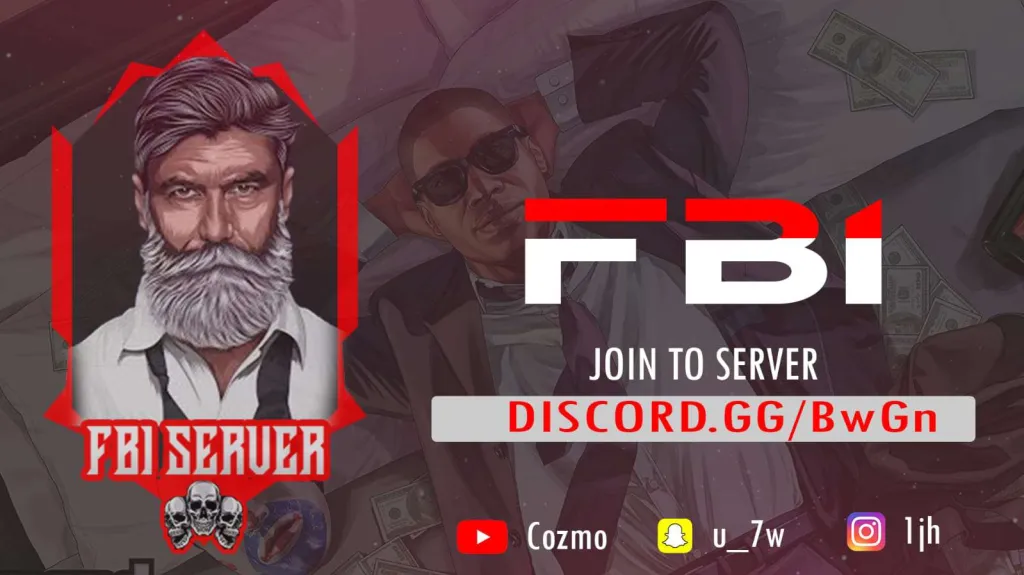 FBI
JOIN TO SERVER
DISCORD.GG/BwGn
FBI SERVER
Cozmo
u_7w
1jh